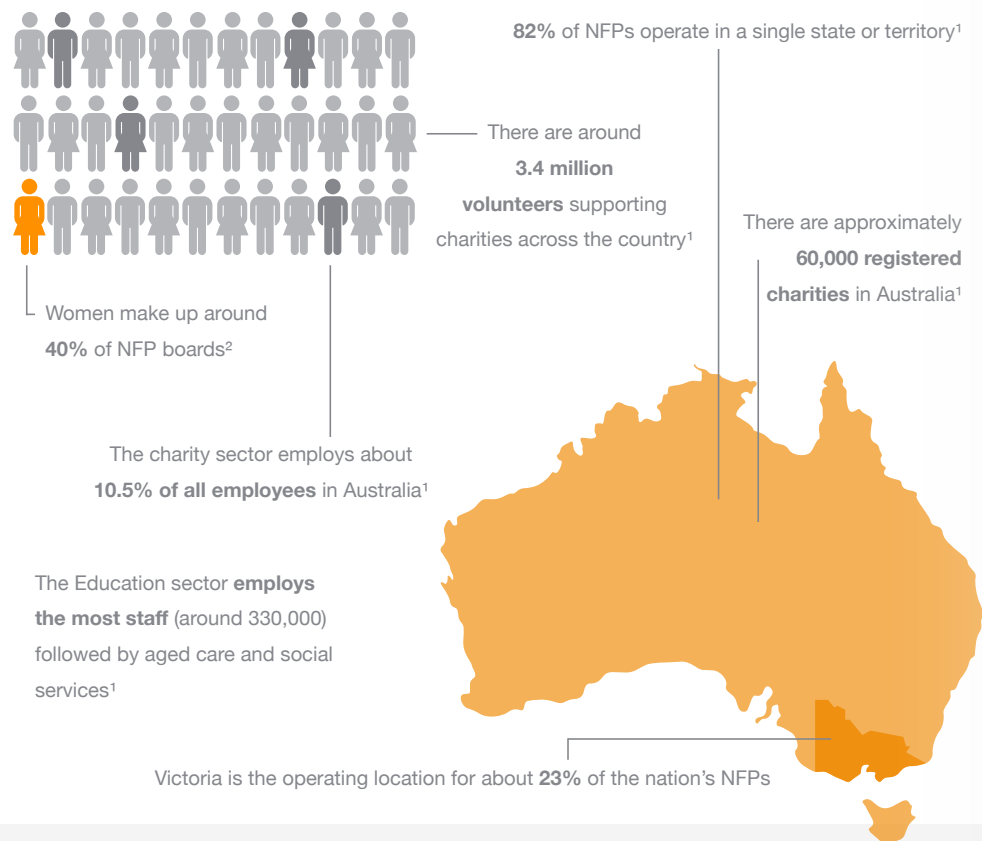 82% of NFPs operate in a single state or territory¹
There are around
3.4 million
volunteers supporting
charities across the country¹
There are approximately
60,000 registered
charities in Australia¹
Women make up around
40% of NFP boards²
The charity sector employs about
10.5% of all employees in Australia¹
The Education sector employs
the most staff (around 330,000)
followed by aged care and social
services¹
Victoria is the operating location for about 23% of the nation’s NFPs